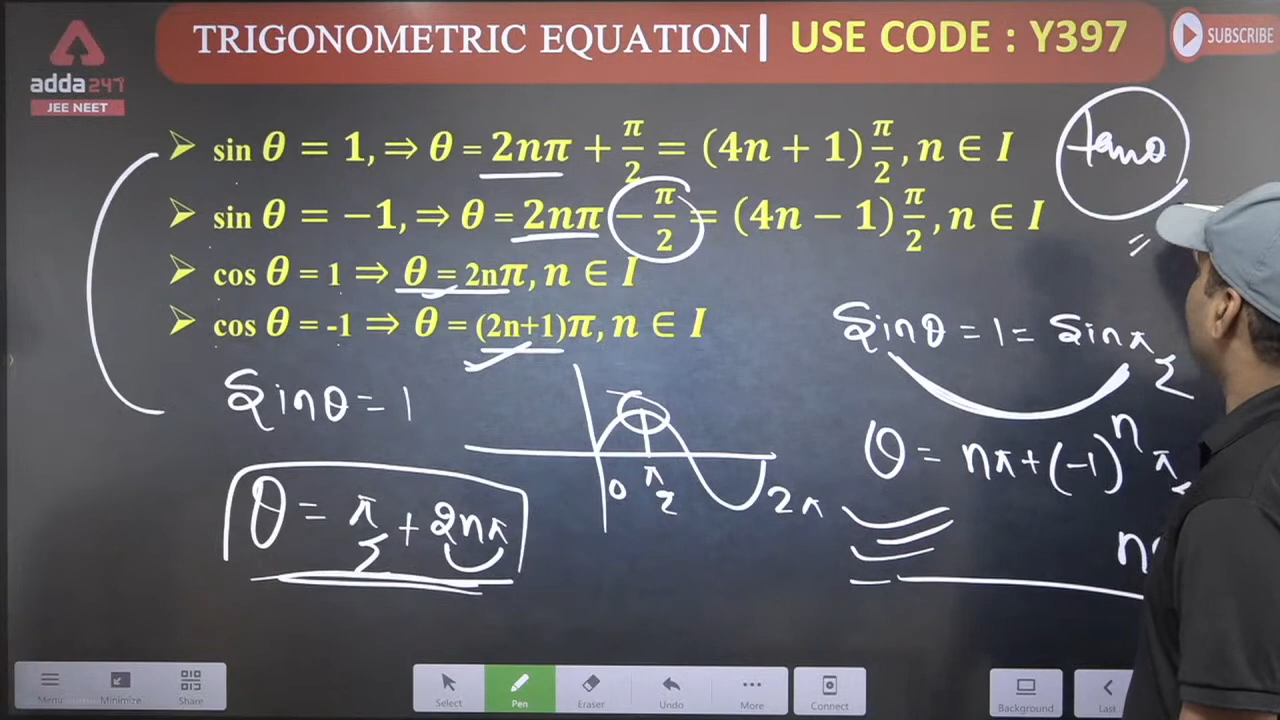 TRIGONOMETRIC EQUATION | USE CODE : Y397
SUBSCRIBE
adda247
JEE NEET
➢ sin θ = 1, ⇒ θ = 2nπ + π/2 = (4n + 1) π/2, n ∈ I
➢ sin θ = −1, ⇒ θ = 2nπ − π/2 = (4n − 1) π/2, n ∈ I
➢ cos θ = 1 ⇒ θ = 2nπ, n ∈ I
➢ cos θ = -1 ⇒ θ = (2n+1)π, n ∈ I
tanθ
Sinθ = 1 = Sin π/2
θ = nπ + (-1)^n π/2
Sinθ = 1
θ = π/2 + 2nπ
0 π/2 2π
Menu Minimize Share
Select Pen Eraser Undo More
Connect
Background
Last